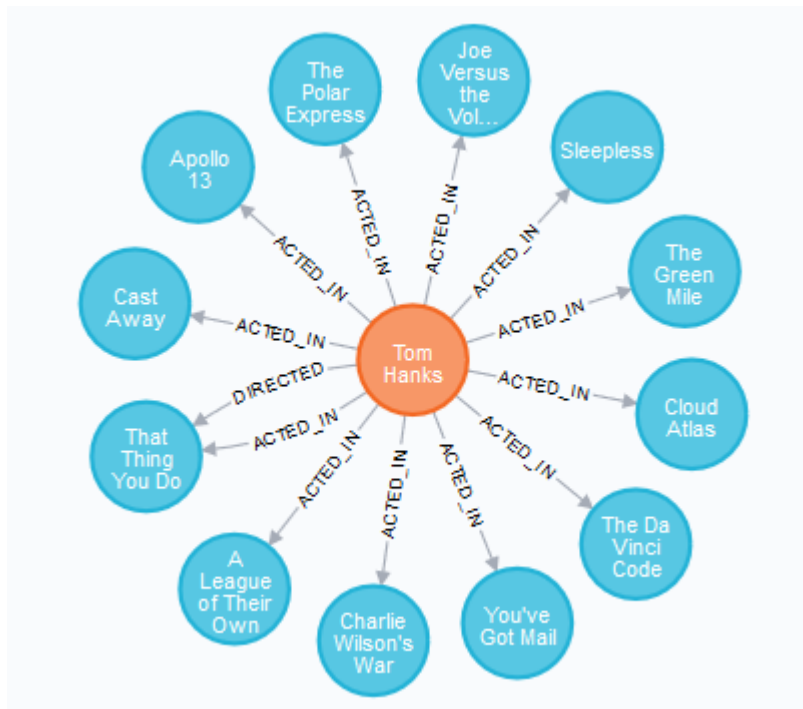 Joe
Versus
the
Vol...
The
Polar
Express
Sleepless
Apollo
13
ACTED_IN
ACTED_IN
ACTED_IN
ACTED_IN
The
Green
Mile
Cast
Away
ACTED_IN
ACTED_IN
Tom
Hanks
DIRECTED
ACTED_IN
Cloud
Atlas
That
Thing
You Do
ACTED_IN
ACTED_IN
ACTED_IN
ACTED_IN
ACTED_IN
The Da
Vinci
Code
A
League
of Their
Own
Charlie
Wilson's
War
You've
Got Mail